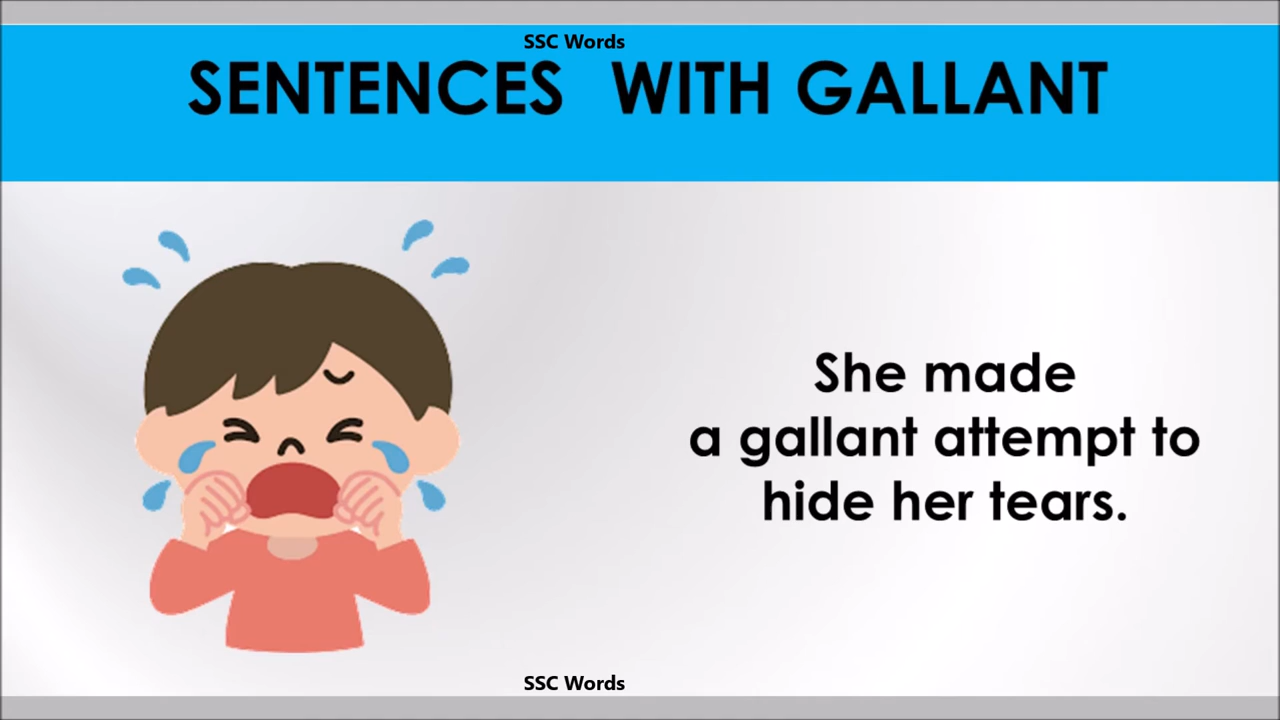 SSC Words
SENTENCES WITH GALLANT
She made
a gallant attempt to
hide her tears.
SSC Words